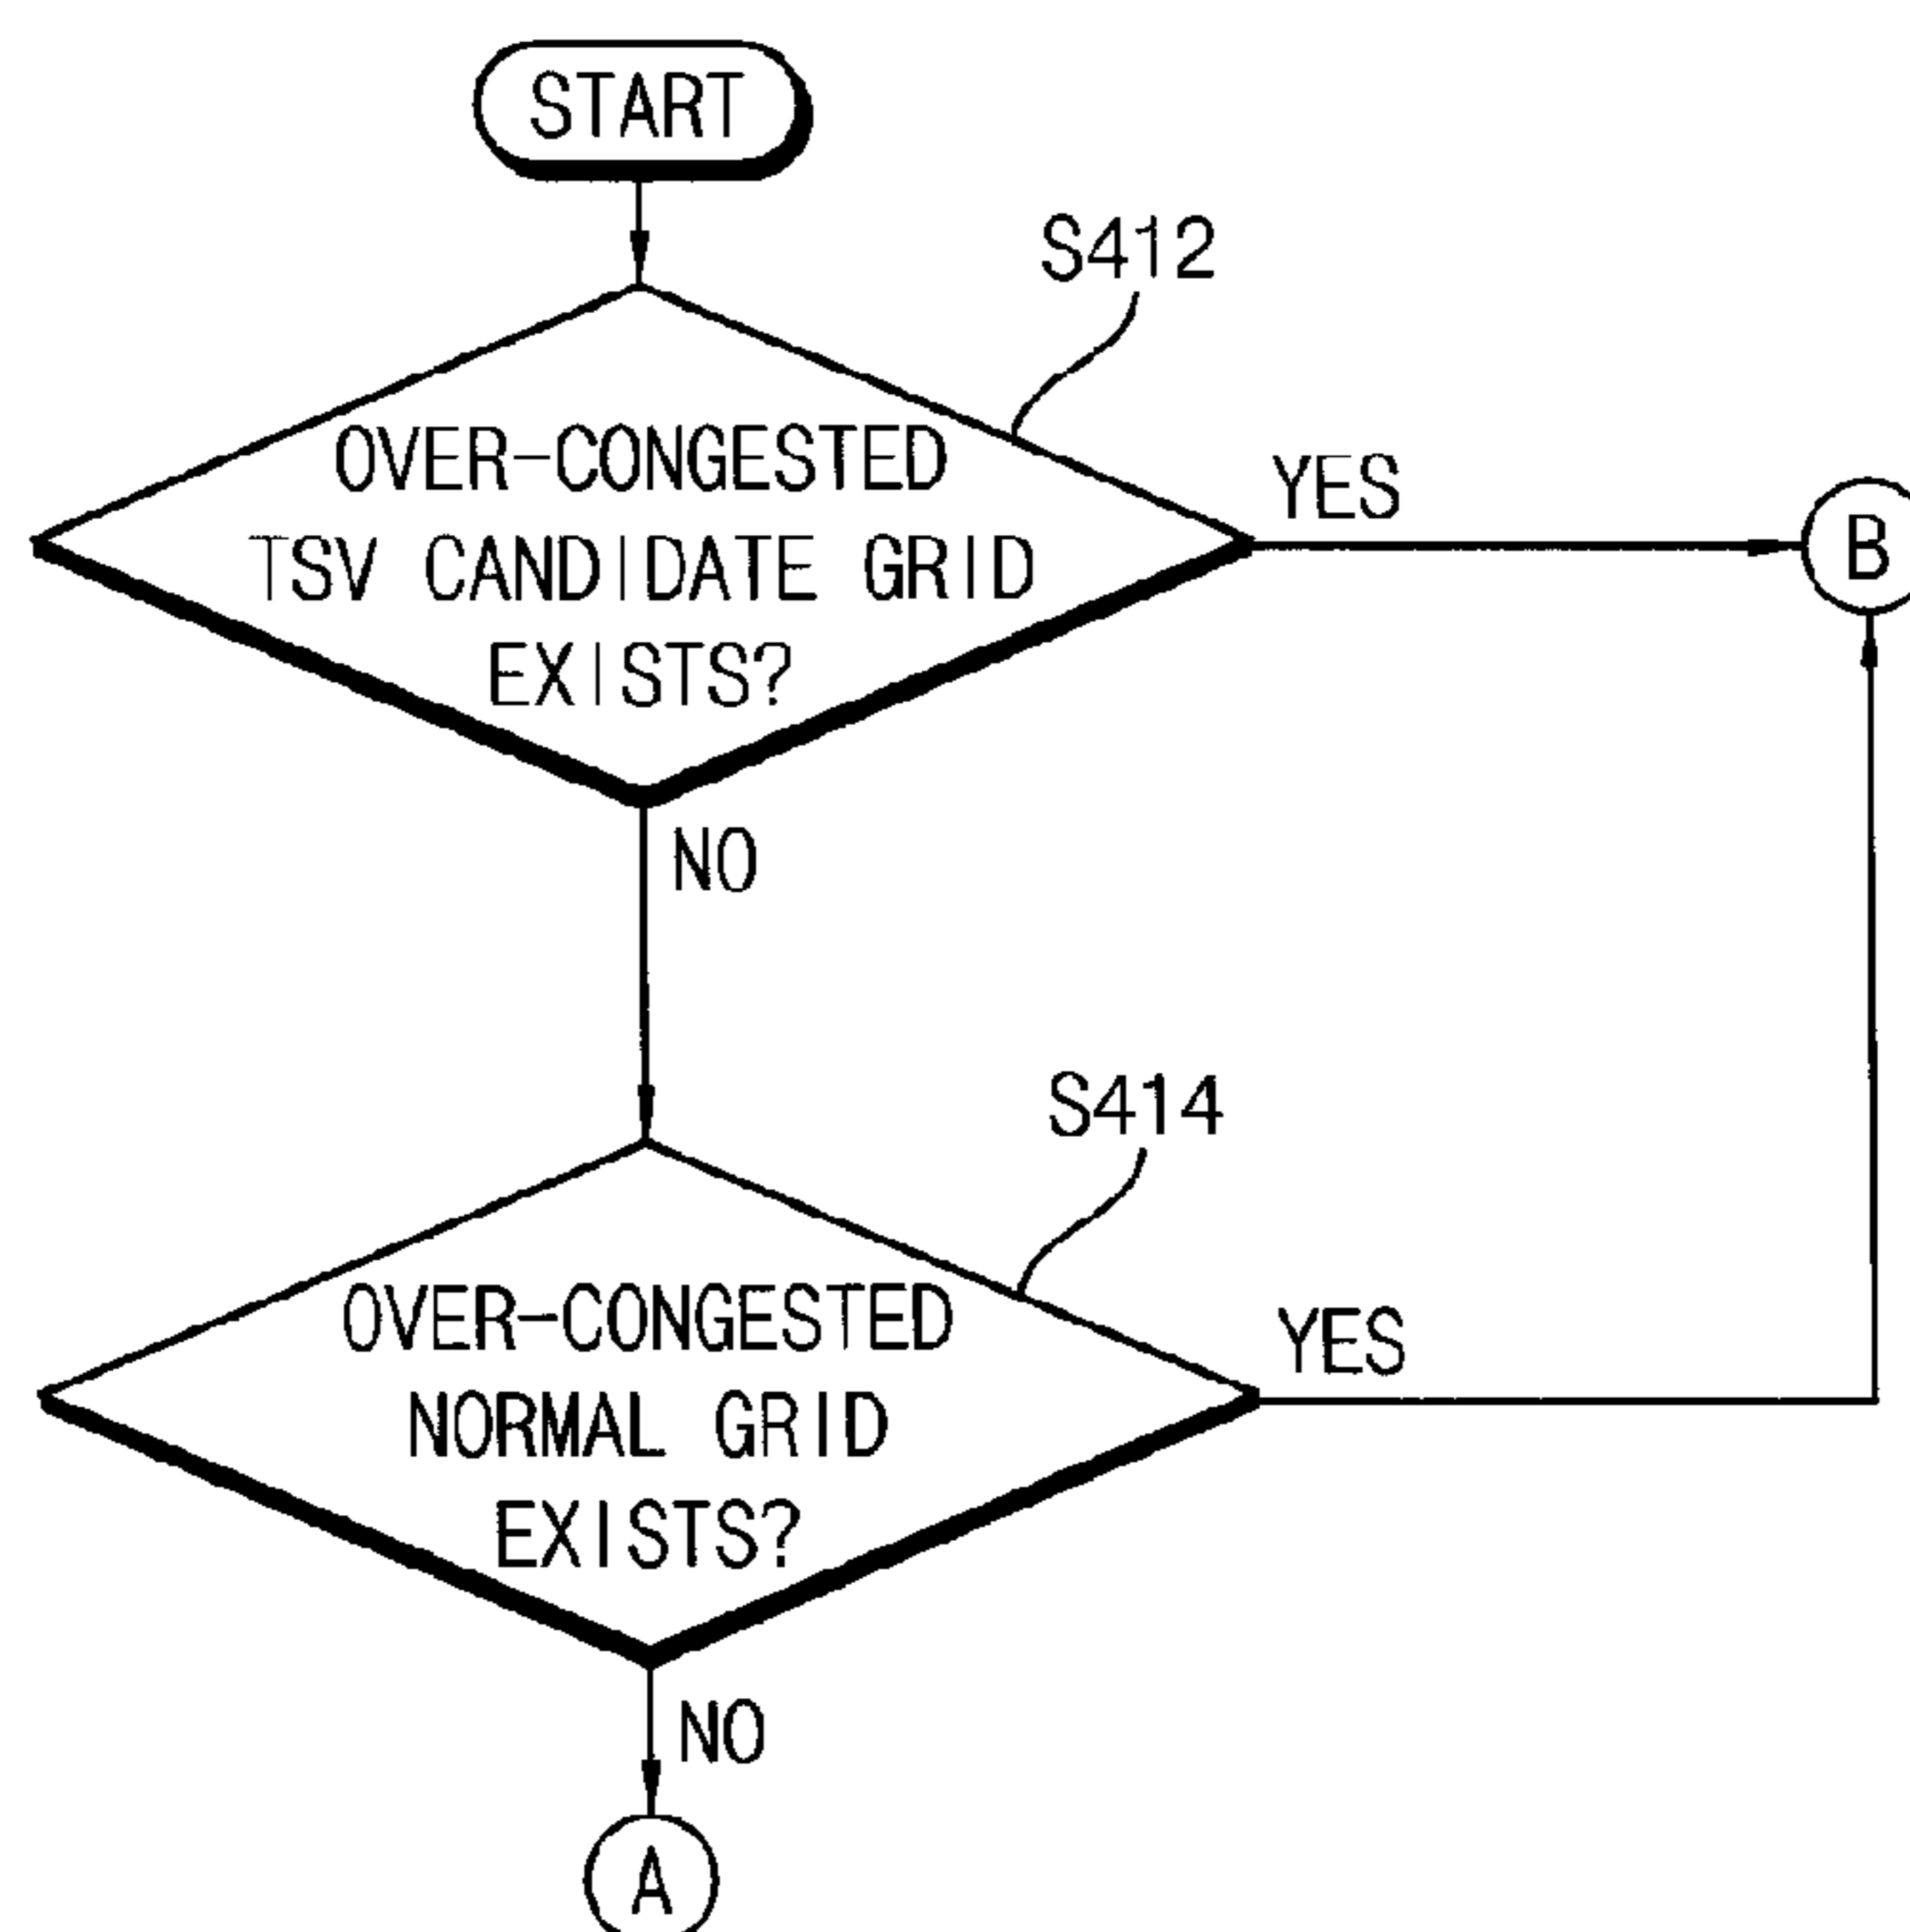 START
S412
OVER-CONGESTED
TSV CANDIDATE GRID
EXISTS?
YES
B
NO
S414
OVER-CONGESTED
NORMAL GRID
EXISTS?
YES
NO
A